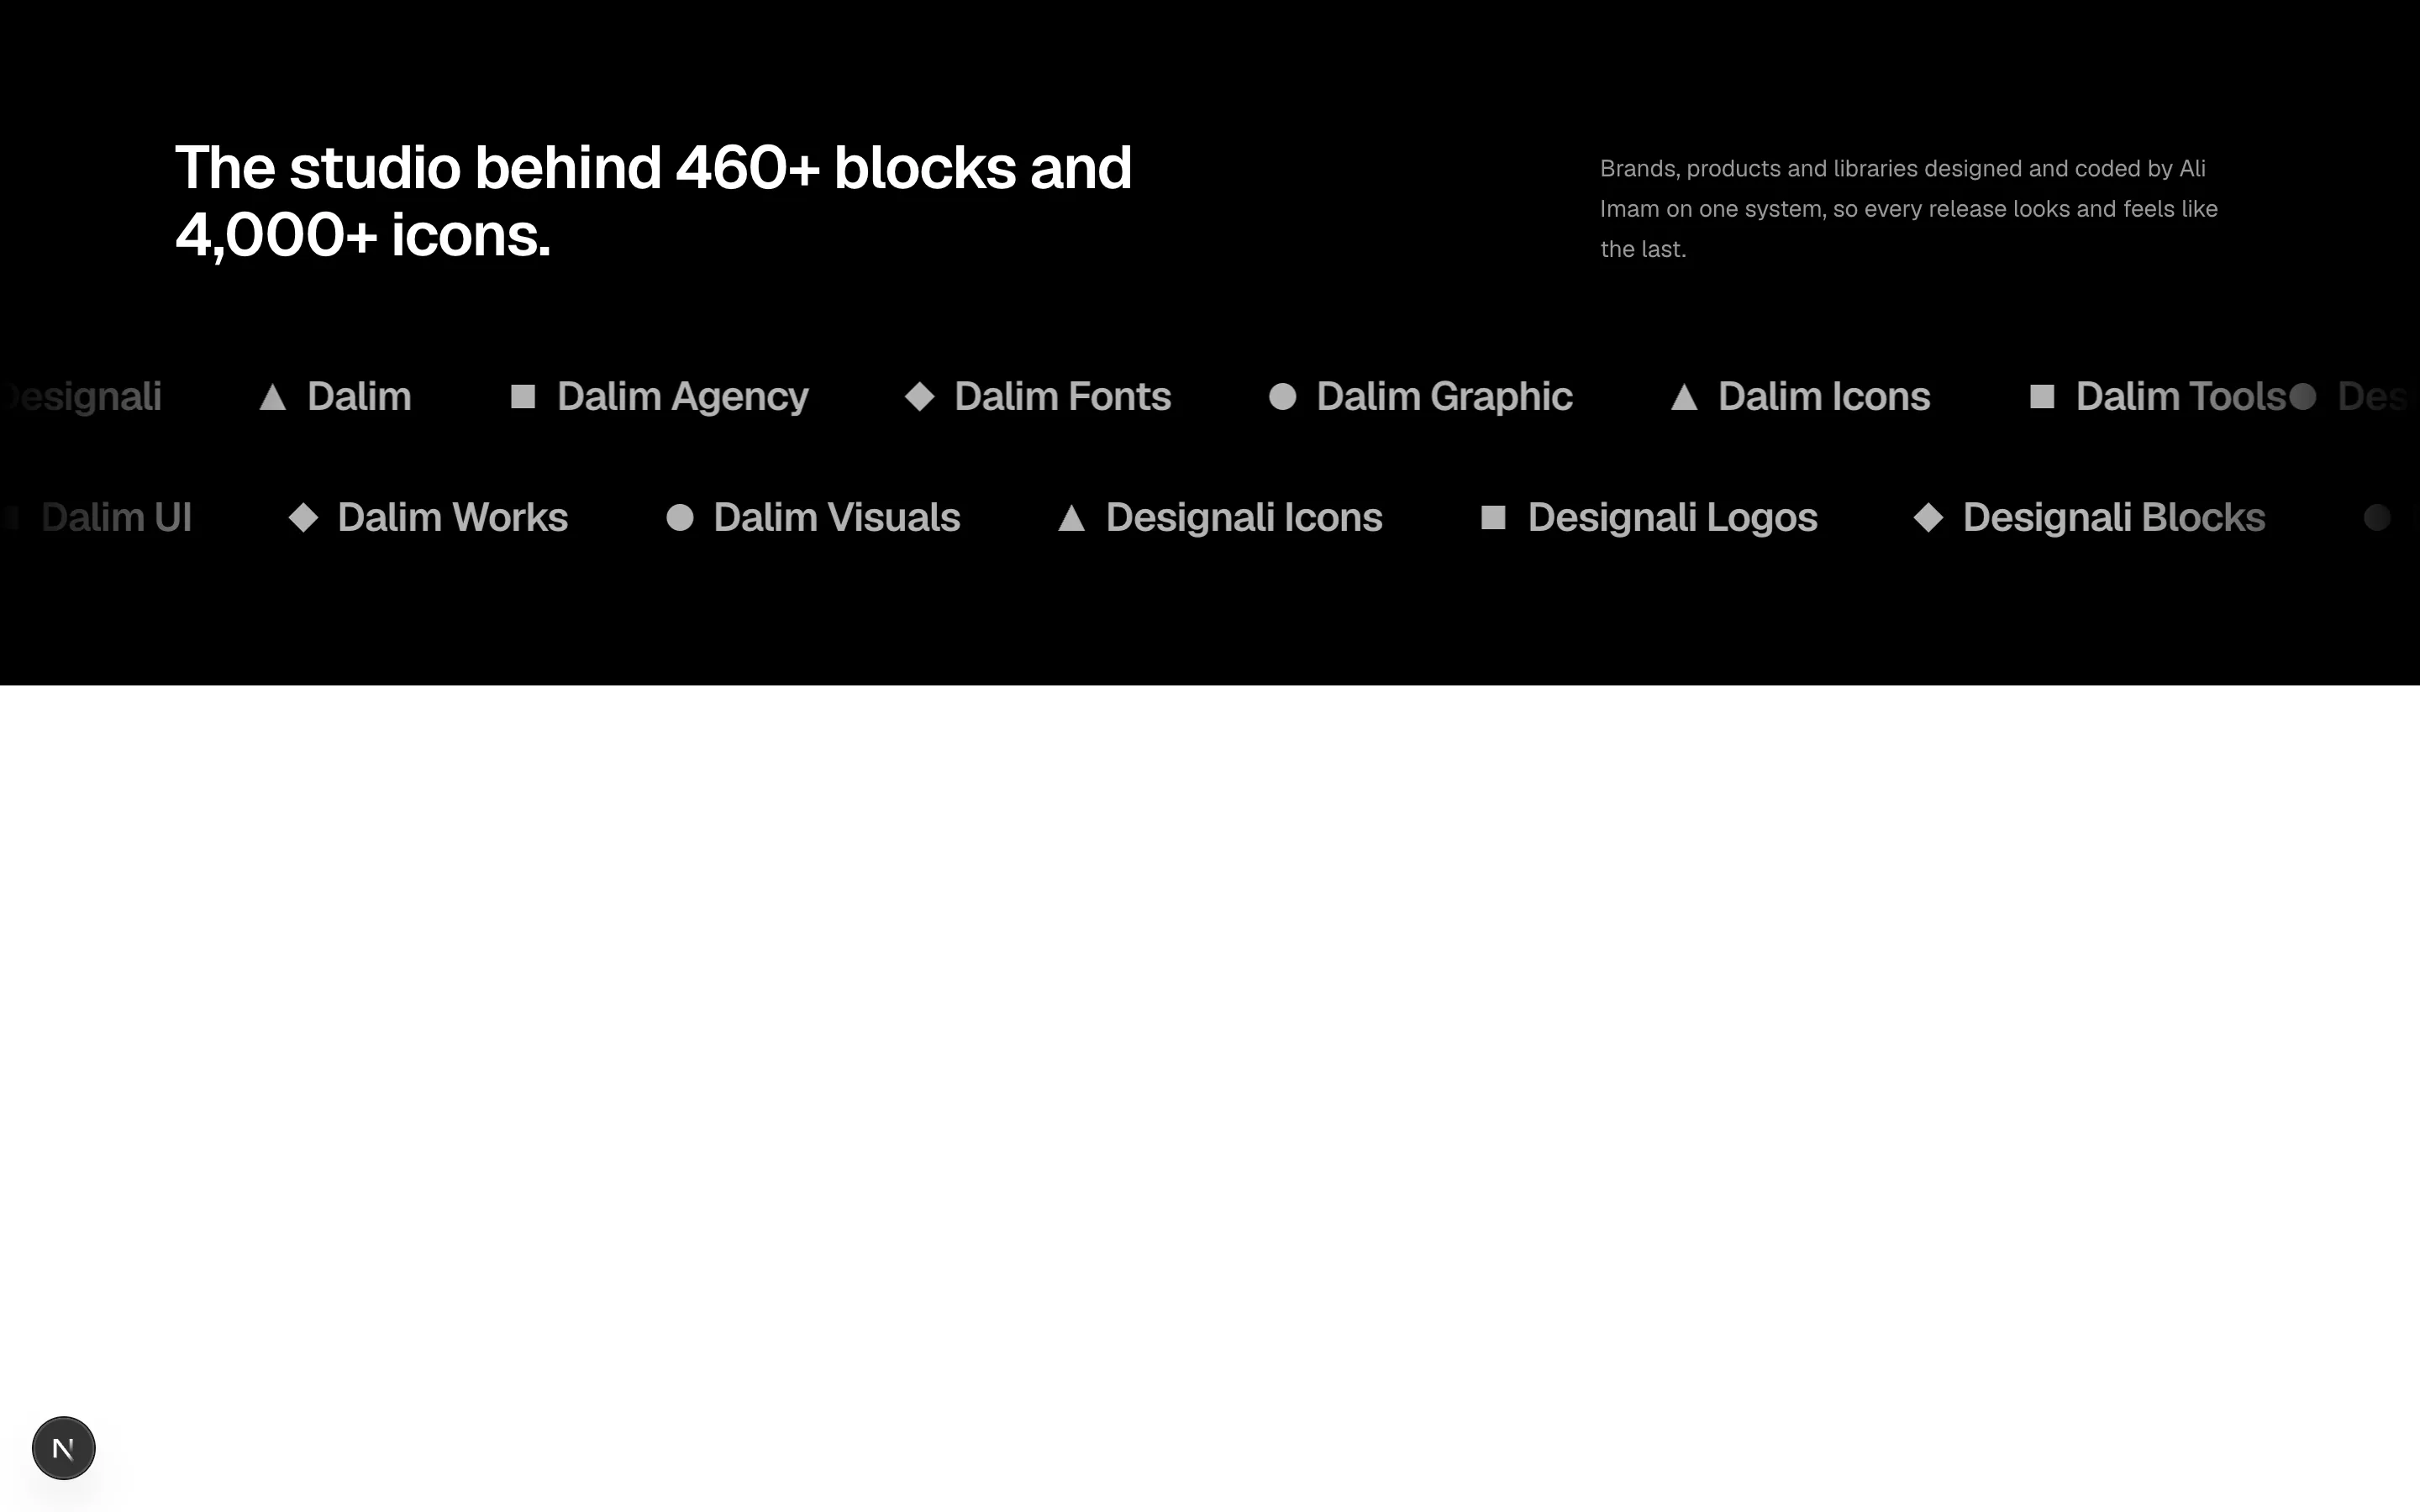 The studio behind 460+ blocks and
4,000+ icons.
Brands, products and libraries designed and coded by Ali
Imam on one system, so every release looks and feels like
the last.
Designali Dalim Dalim Agency Dalim Fonts Dalim Graphic Dalim Icons Dalim Tools Des
Dalim UI Dalim Works Dalim Visuals Designali Icons Designali Logos Designali Blocks
N